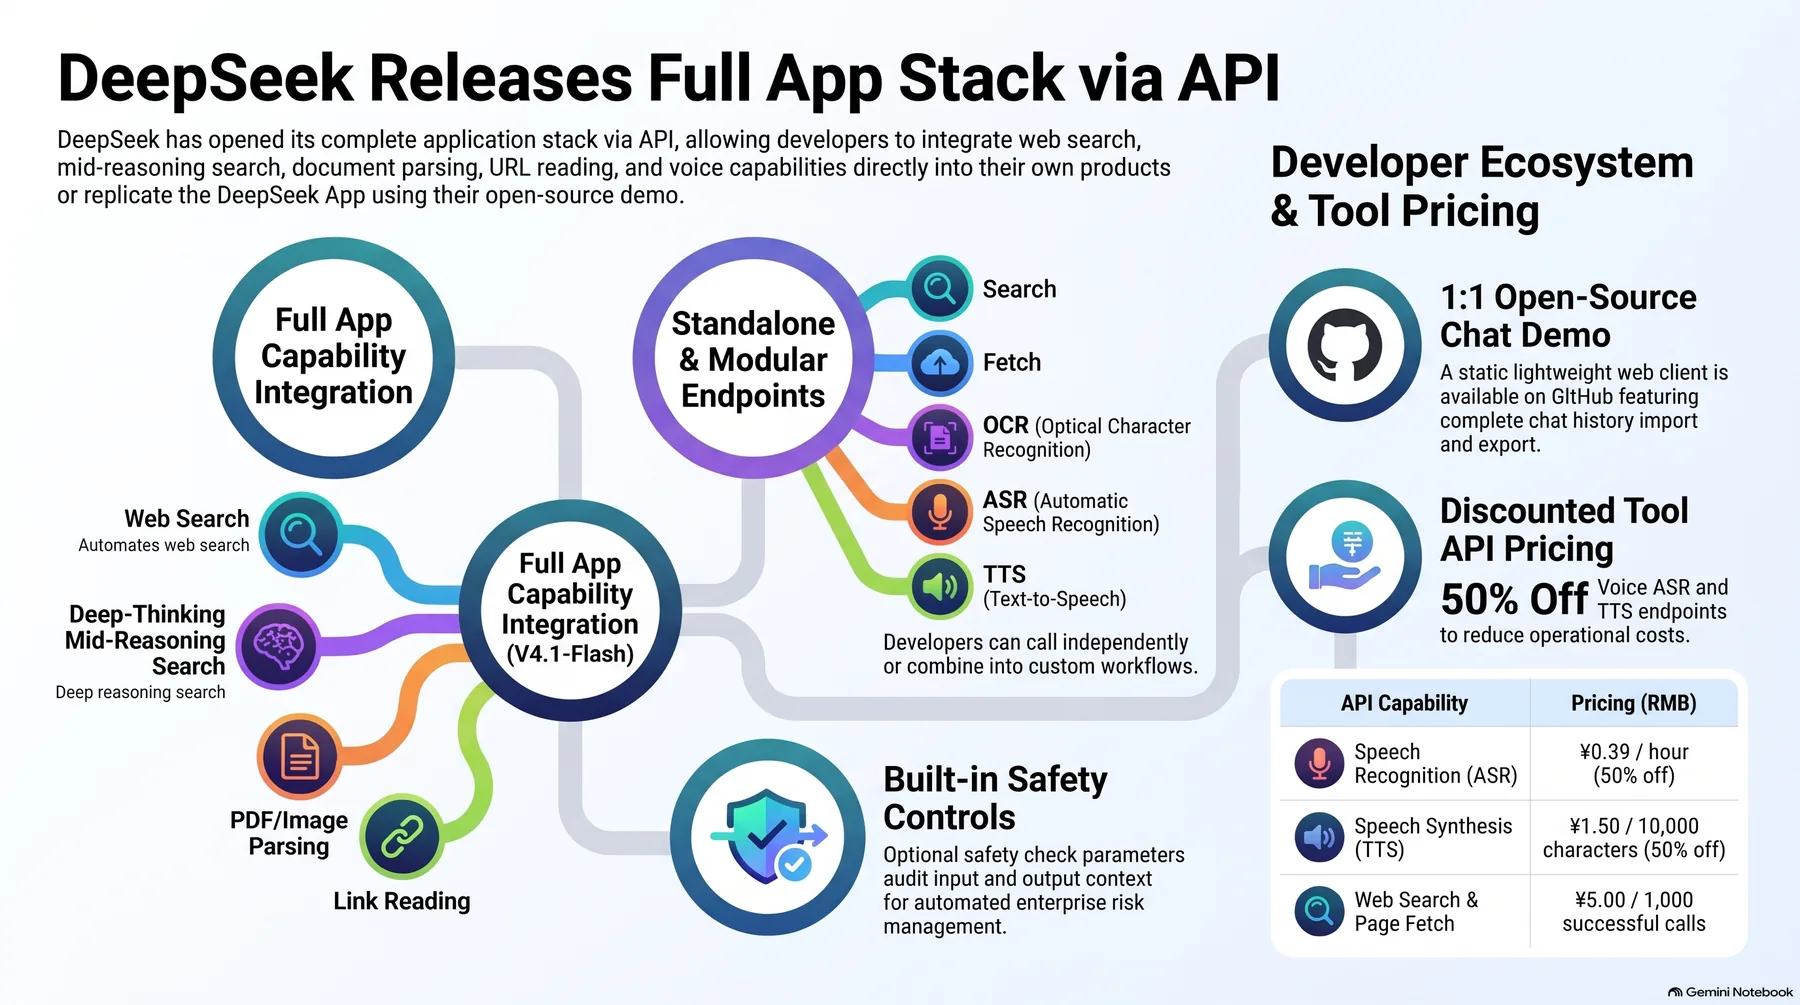 DeepSeek Releases Full App Stack via API
DeepSeek has opened its complete application stack via API, allowing developers to integrate web search,
mid-reasoning search, document parsing, URL reading, and voice capabilities directly into their own products
or replicate the DeepSeek App using their open-source demo.
Full App
Capability
Integration
Web Search
Automates web search
Deep-Thinking
Mid-Reasoning
Search
Deep reasoning search
PDF/Image
Parsing
Link Reading
Full App
Capability
Integration
(V4.1-Flash)
Standalone
& Modular
Endpoints
Search
Fetch
OCR (Optical Character
Recognition)
ASR (Automatic
Speech Recognition)
TTS
(Text-to-Speech)
Developers can call independently
or combine into custom workflows.
Built-in Safety
Controls
Optional safety check parameters
audit input and output context
for automated enterprise risk
management.
Developer Ecosystem
& Tool Pricing
1:1 Open-Source
Chat Demo
A static lightweight web client is
available on GItHub featuring
complete chat history import
and export.
Discounted Tool
API Pricing
50% Off Voice ASR and
TTS endpoints
to reduce operational costs.
API Capability Pricing (RMB)
Speech
Recognition (ASR)
¥0.39 / hour
(50% off)
Speech Synthesis
(TTS)
¥1.50 / 10,000
characters (50% off)
Web Search &
Page Fetch
¥5.00 / 1,000
successful calls
Gemini Notebook